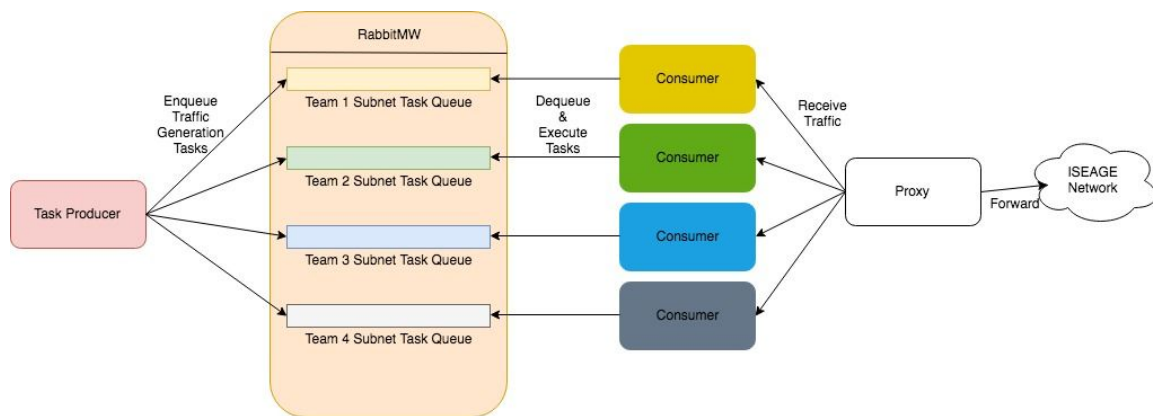 RabbitMW
Enqueue
Traffic
Generation
Tasks
Team 1 Subnet Task Queue
Team 2 Subnet Task Queue
Team 3 Subnet Task Queue
Team 4 Subnet Task Queue
Task Producer
Dequeue
&
Execute
Tasks
Consumer
Consumer
Consumer
Consumer
Receive
Traffic
Proxy
Forward
ISEAGE
Network